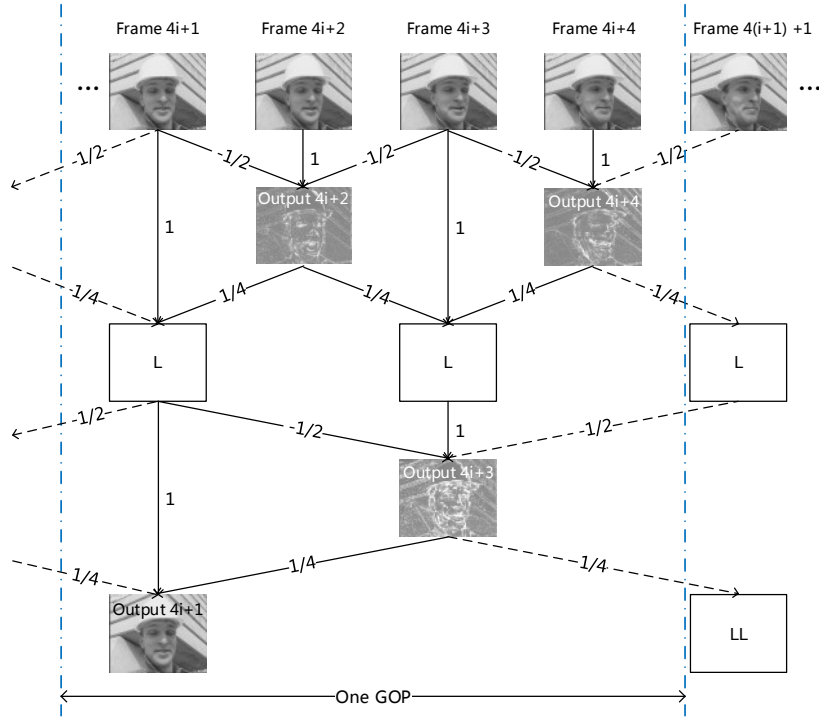 Frame 4i+1
Frame 4i+2
Frame 4i+3
Frame 4i+4
Frame 4(i+1) +1
...
...
-1/2
-1/2
1
-1/2
-1/2
1
-1/2
Output 4i+2
Output 4i+4
1
1
1/4
1/4
1/4
1/4
1/4
L
L
L
-1/2
-1/2
1
-1/2
Output 4i+3
1
1/4
1/4
1/4
Output 4i+1
LL
One GOP